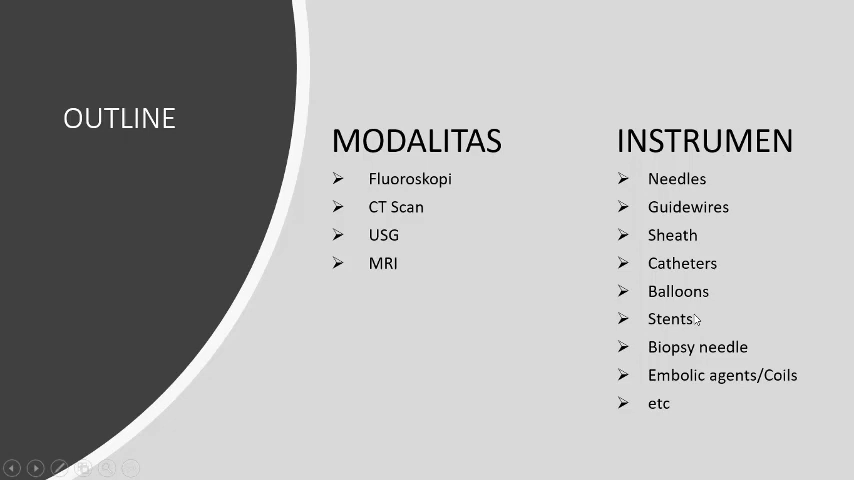 OUTLINE
MODALITAS
Fluoroskopi
CT Scan
USG
MRI
INSTRUMEN
Needles
Guidewires
Sheath
Catheters
Balloons
Stents
Biopsy needle
Embolic agents/Coils
etc